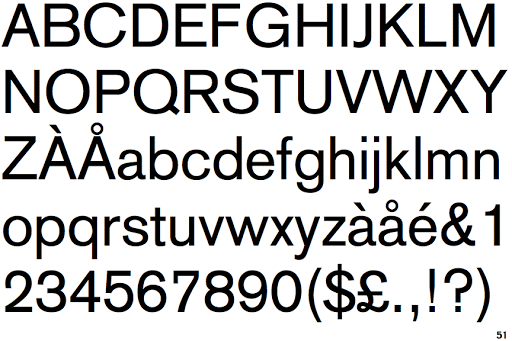 ABCDEFGHIJKLM
NOPQRSTUVWXY
ZÀÅabcdefghijklmn
opqrstuvwxyzàåé&1
234567890($£.,!?)
51